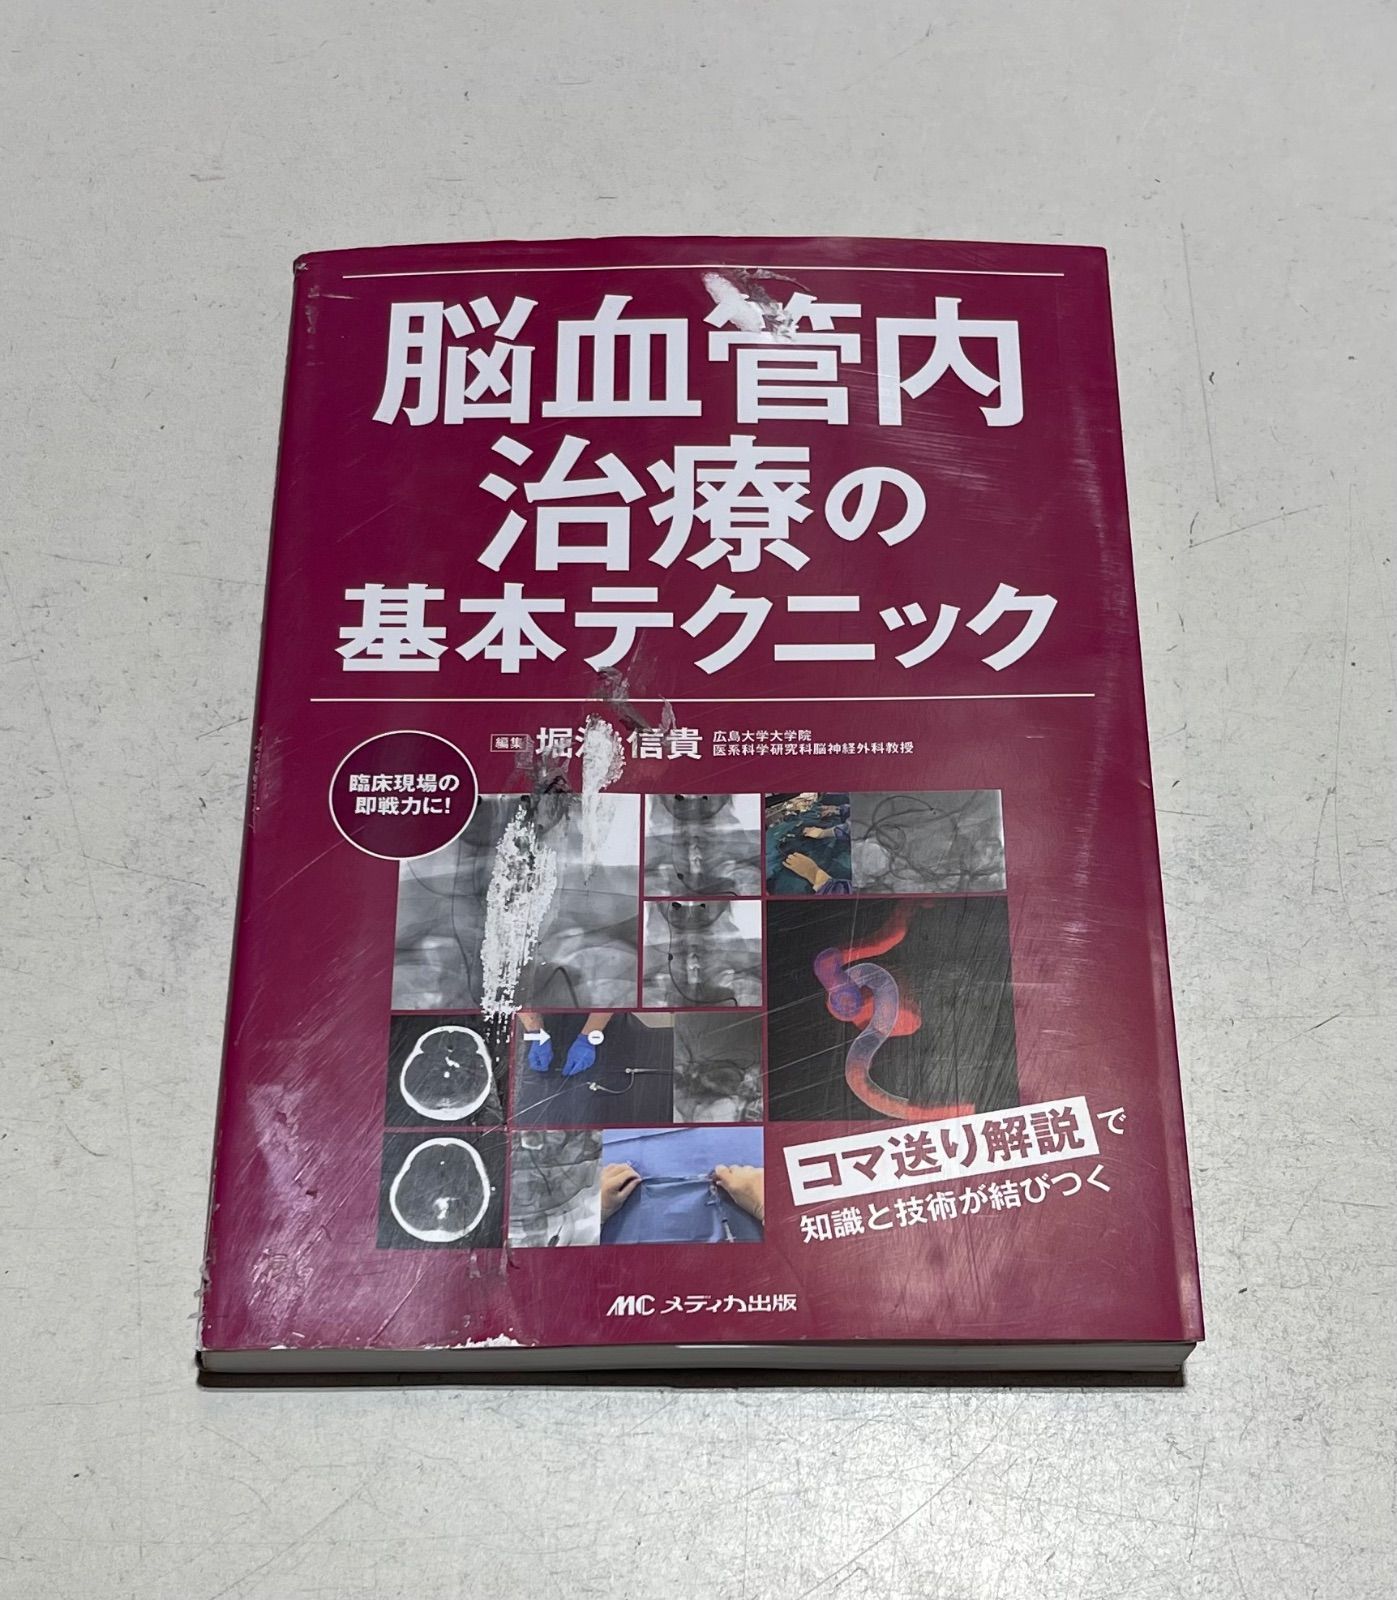 脳血管内
治療の
基本テクニック
編集 堀 信貴 広島大学大学院
医系科学研究科脳神経外科教授
臨床現場の
即戦力に!
コマ送り解説で
知識と技術が結びつく
MC メディカ出版